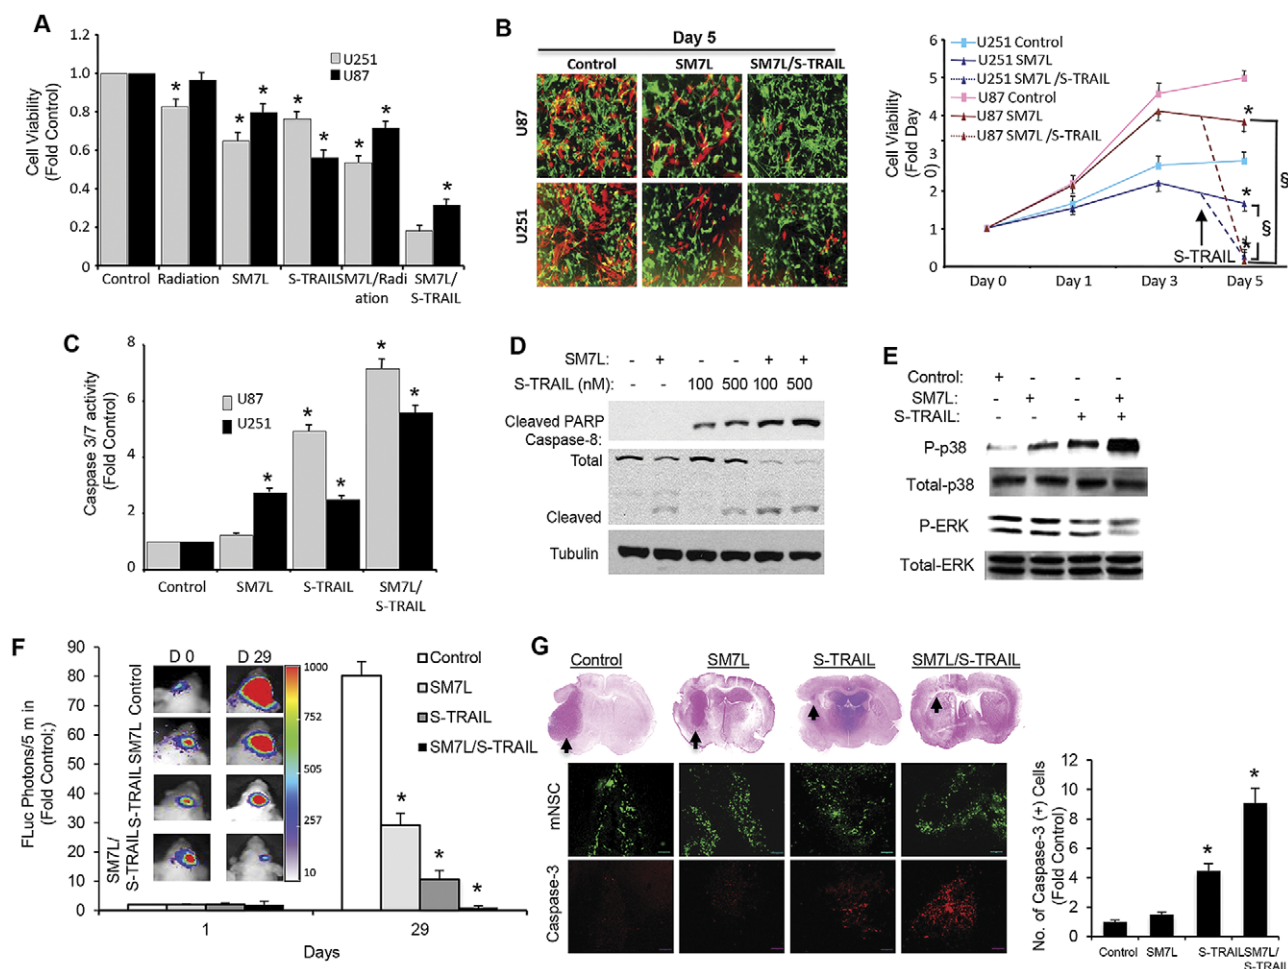 A
Cell Viability
(Fold Control)
1.2
1.0
0.8
0.6
0.4
0.2
0
U251
U87
* * * * * * * *
Control Radiation SM7L S-TRAIL SM7L/Radi SM7L/
ation S-TRAIL
B
Day 5
Control SM7L SM7L/S-TRAIL
U87
U251
Cell Viability
(Fold Day
0)
6
5
4
3
2
1
0
U251 Control
U251 SM7L
U251 SM7L /S-TRAIL
U87 Control
U87 SM7L
U87 SM7L /S-TRAIL
*
*
*
§
§
S-TRAIL
Day 0 Day 1 Day 3 Day 5
C
Caspase 3/7 activity
(Fold Control)
8
6
4
2
0
U87
U251
* * * * *
Control SM7L S-TRAIL SM7L/
S-TRAIL
D
SM7L: - + - - + +
S-TRAIL (nM): - - 100 500 100 500
Cleaved PARP
Caspase-8:
Total
Cleaved
Tubulin
E
Control: + - - -
SM7L: - + - +
S-TRAIL: - - + +
P-p38
Total-p38
P-ERK
Total-ERK
F
FLuc Photons/5 m in
(Fold Control:)
90
80
70
60
50
40
30
20
10
0
D 0 D 29
Control
SM7L
S-TRAIL
SM7L/
S-TRAIL
1000
752
505
257
10
Control
SM7L
S-TRAIL
SM7L/S-TRAIL
* * *
1 29
Days
G
Control SM7L S-TRAIL SM7L/S-TRAIL
mNSC
Caspase-3
No. of Caspase-3 (+) Cells
(Fold Control)
12
10
8
6
4
2
0
* *
Control SM7L S-TRAIL SM7L/
S-TRAIL